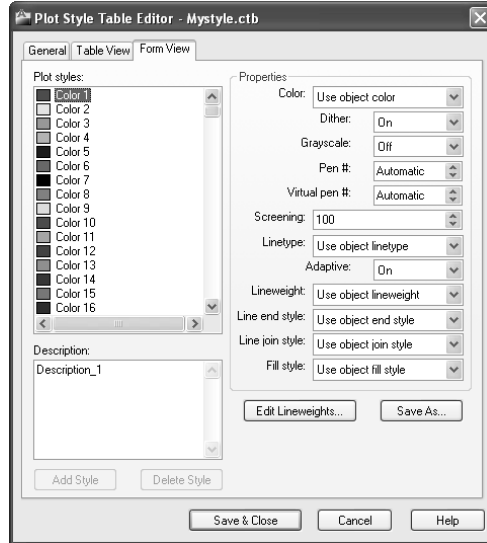 Plot Style Table Editor - Mystyle.ctb
General
Table View
Form View
Plot styles:
Color 1
Color 2
Color 3
Color 4
Color 5
Color 6
Color 7
Color 8
Color 9
Color 10
Color 11
Color 12
Color 13
Color 14
Color 15
Color 16
Description:
Description_1
Add Style
Delete Style
Properties
Color: Use object color
Dither: On
Grayscale: Off
Pen #: Automatic
Virtual pen #: Automatic
Screening: 100
Linetype: Use object linetype
Adaptive: On
Lineweight: Use object lineweight
Line end style: Use object end style
Line join style: Use object join style
Fill style: Use object fill style
Edit Lineweights...
Save As...
Save & Close
Cancel
Help